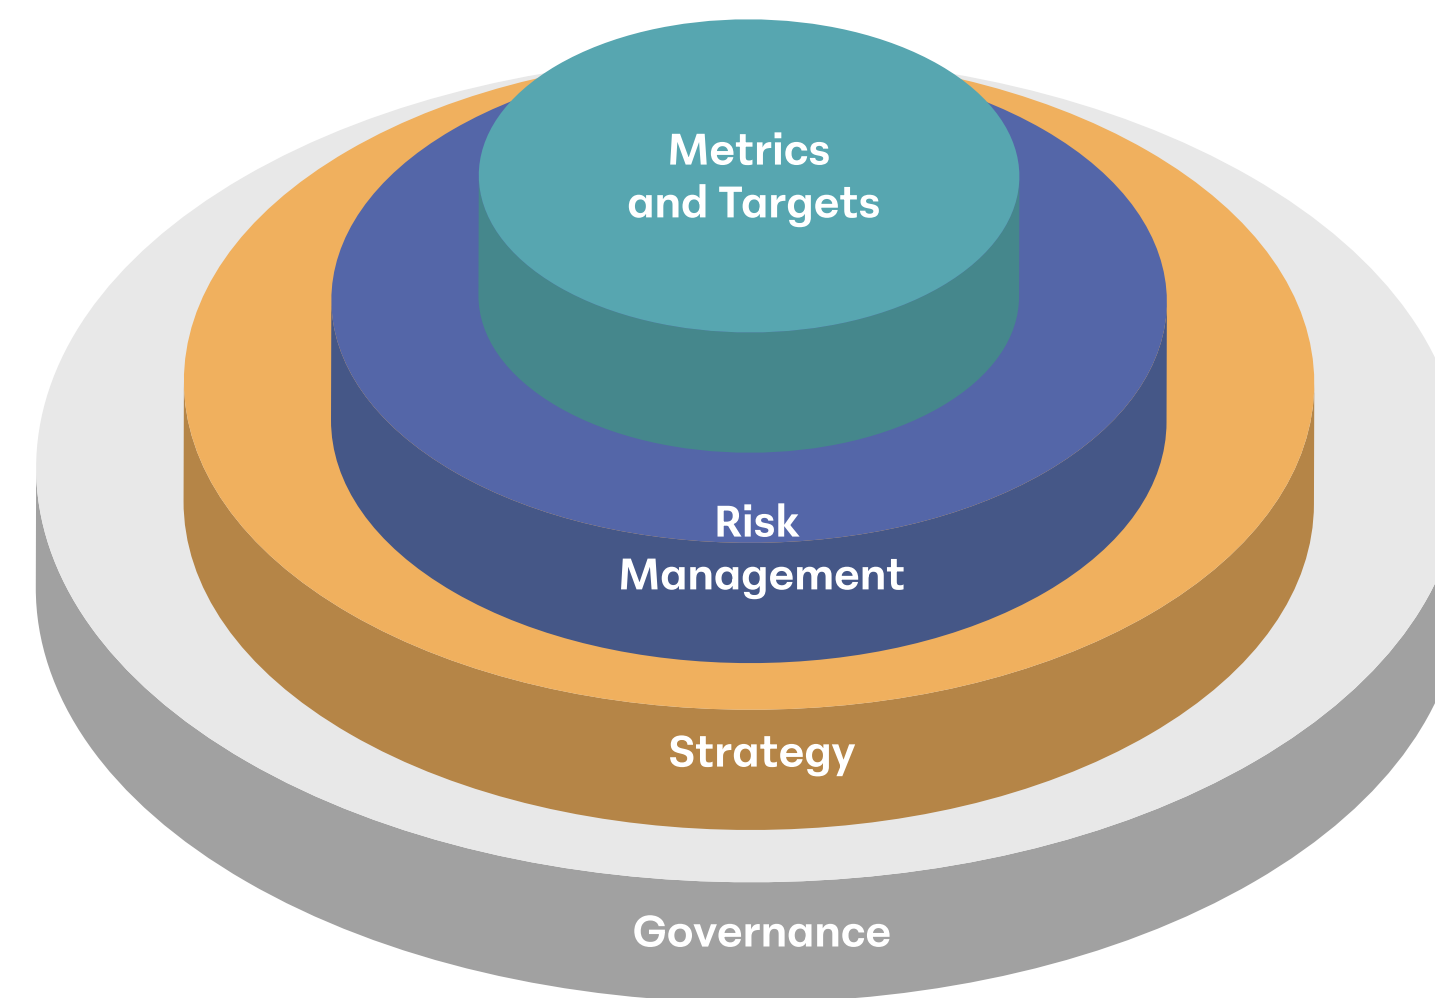 Metrics
and Targets
Risk
Management
Strategy
Governance